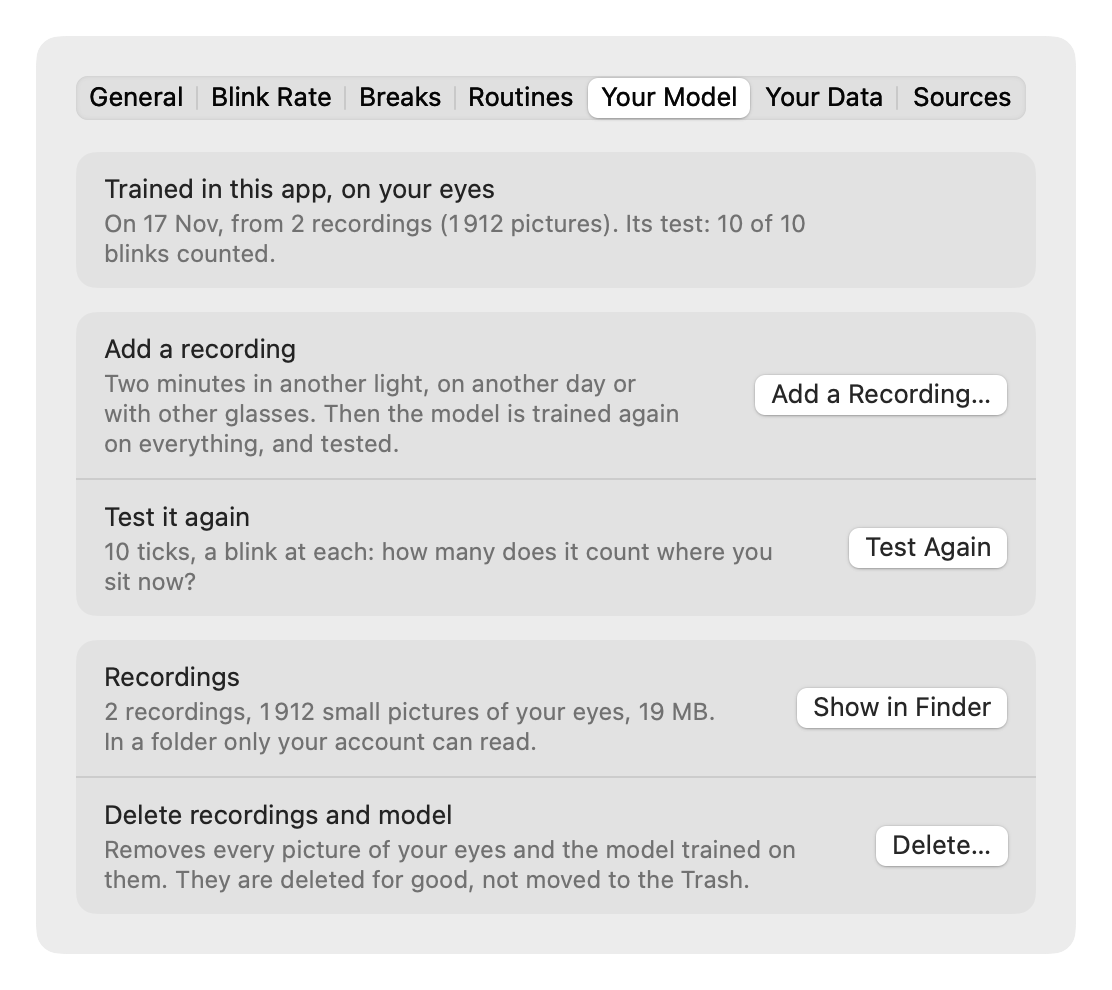 General Blink Rate Breaks Routines Your Model Your Data Sources
Trained in this app, on your eyes
On 17 Nov, from 2 recordings (1 912 pictures). Its test: 10 of 10
blinks counted.
Add a recording
Two minutes in another light, on another day or
with other glasses. Then the model is trained again
on everything, and tested.
Add a Recording...
Test it again
10 ticks, a blink at each: how many does it count where you
sit now?
Test Again
Recordings
2 recordings, 1 912 small pictures of your eyes, 19 MB.
In a folder only your account can read.
Show in Finder
Delete recordings and model
Removes every picture of your eyes and the model trained on
them. They are deleted for good, not moved to the Trash.
Delete...